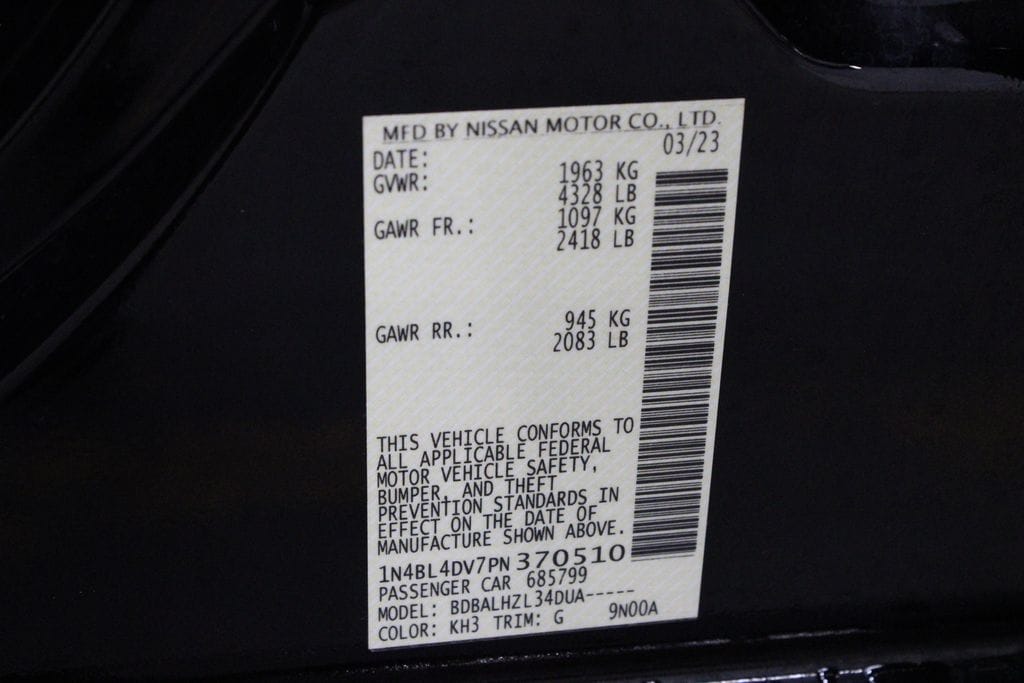 MFD BY NISSAN MOTOR CO., LTD.
DATE: 03/23
GVWR: 1963 KG
4328 LB
GAWR FR.: 1097 KG
2418 LB
GAWR RR.: 945 KG
2083 LB
THIS VEHICLE CONFORMS TO
ALL APPLICABLE FEDERAL
MOTOR VEHICLE SAFETY,
BUMPER, AND THEFT
PREVENTION STANDARDS IN
EFFECT ON THE DATE OF
MANUFACTURE SHOWN ABOVE.
1N4BL4DV7PN 370510
PASSENGER CAR 685799
MODEL: BDBALHZL34DUA-----
COLOR: KH3 TRIM: G 9N00A